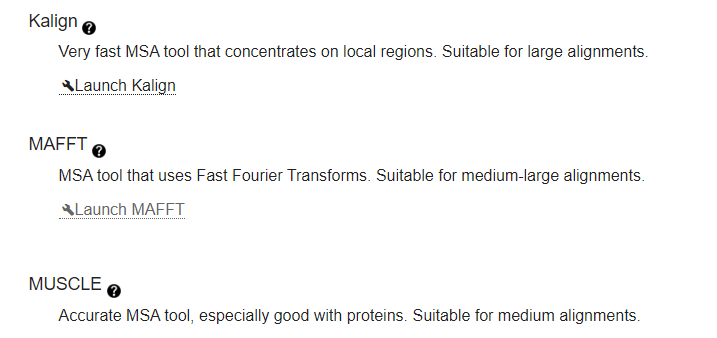 Kalign
Very fast MSA tool that concentrates on local regions. Suitable for large alignments.
Launch Kalign
MAFFT
MSA tool that uses Fast Fourier Transforms. Suitable for medium-large alignments.
Launch MAFFT
MUSCLE
Accurate MSA tool, especially good with proteins. Suitable for medium alignments.